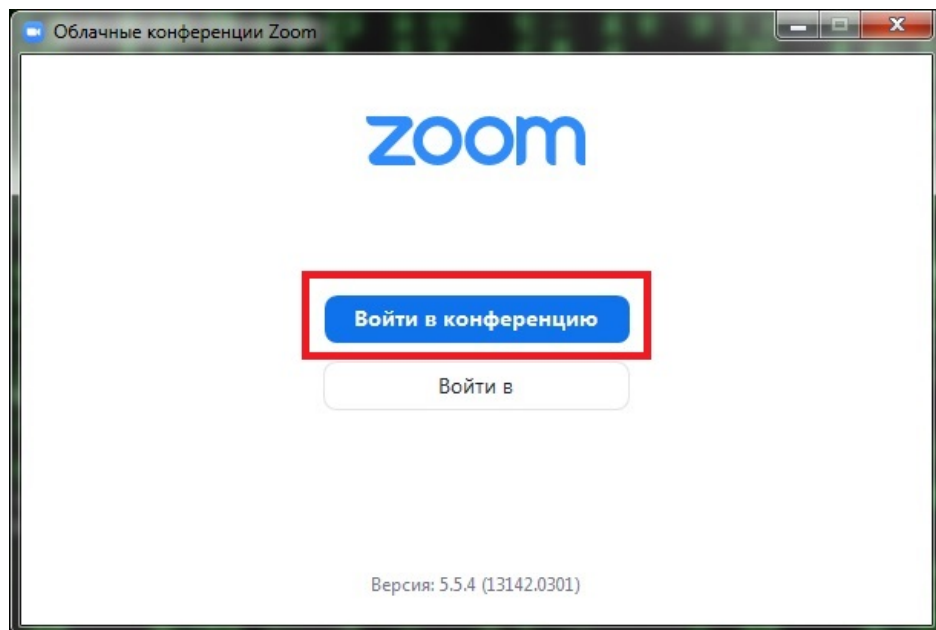 Облачные конференции Zoom
zoom
Войти в конференцию
Войти в
Версия: 5.5.4 (13142.0301)